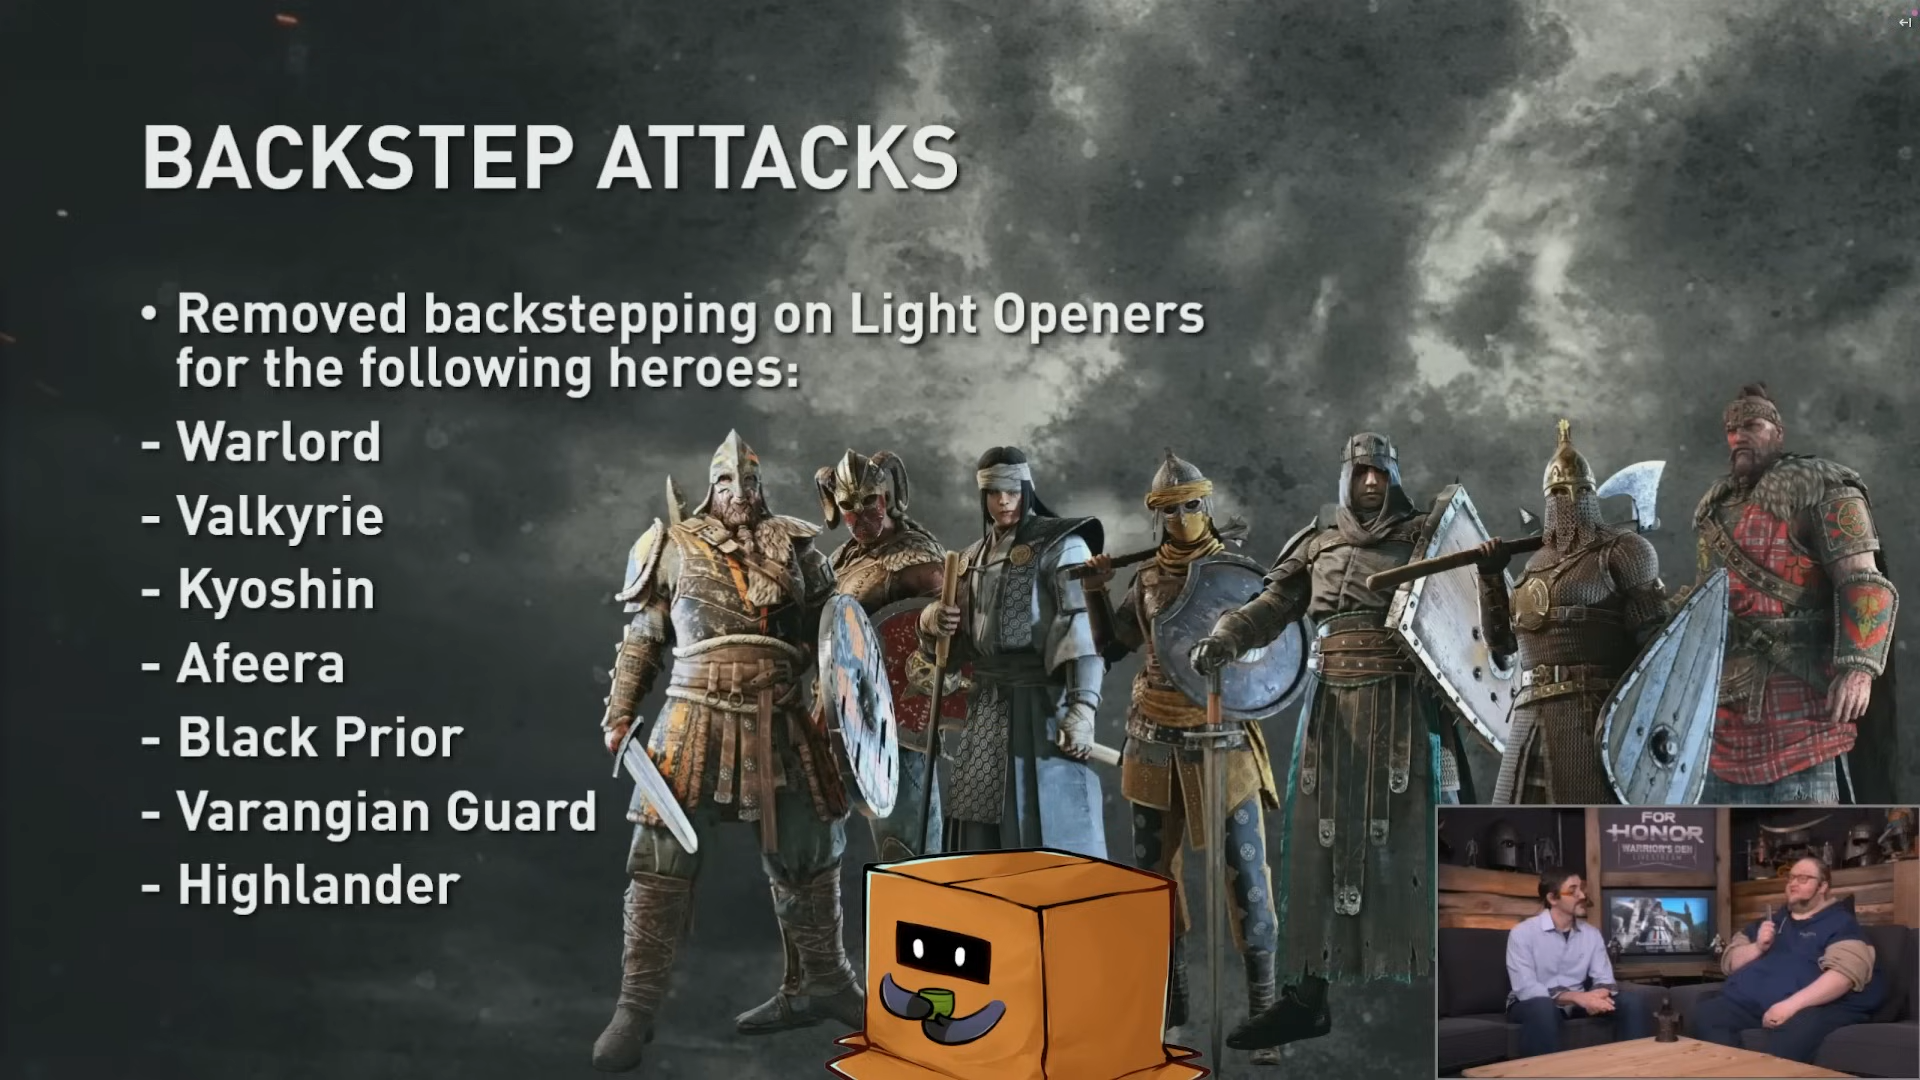 BACKSTEP ATTACKS
• Removed backstepping on Light Openers
for the following heroes:
- Warlord
- Valkyrie
- Kyoshin
- Afeera
- Black Prior
- Varangian Guard
- Highlander
FOR
HONOR
WARRIOR'S DEN
LIVESTREAM